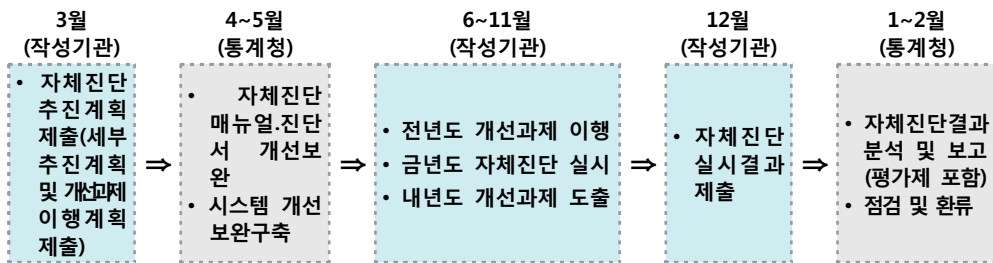 3월
(작성기관)
• 자체진단
추진계획
제출(세부
추진계획
및 개선과제
이행계획
제출)
⇒
4~5월
(통계청)
• 자체진단
매뉴얼.진단
서 개선보
완
• 시스템 개선
보완구축
⇒
6~11월
(작성기관)
• 전년도 개선과제 이행
• 금년도 자체진단 실시
• 내년도 개선과제 도출
⇒
12월
(작성기관)
• 자체진단
실시결과
제출
⇒
1~2월
(통계청)
• 자체진단결과
분석 및 보고
(평가제 포함)
• 점검 및 환류